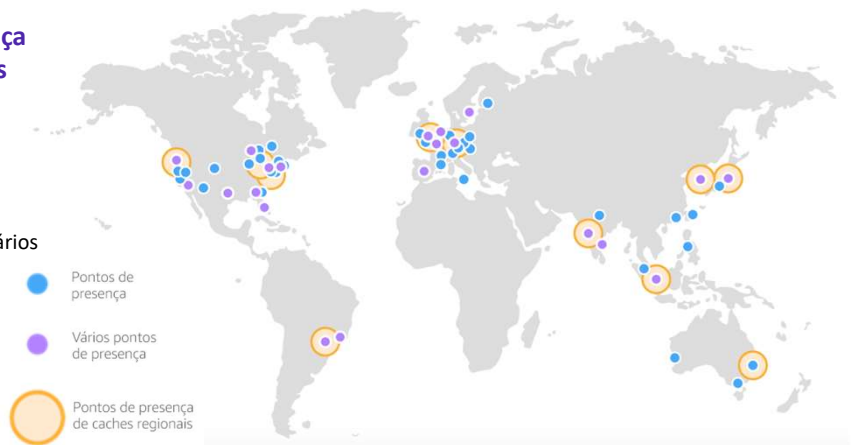 ça
s
ários
Pontos de
presença
Vários pontos
de presença
Pontos de presença
de caches regionais